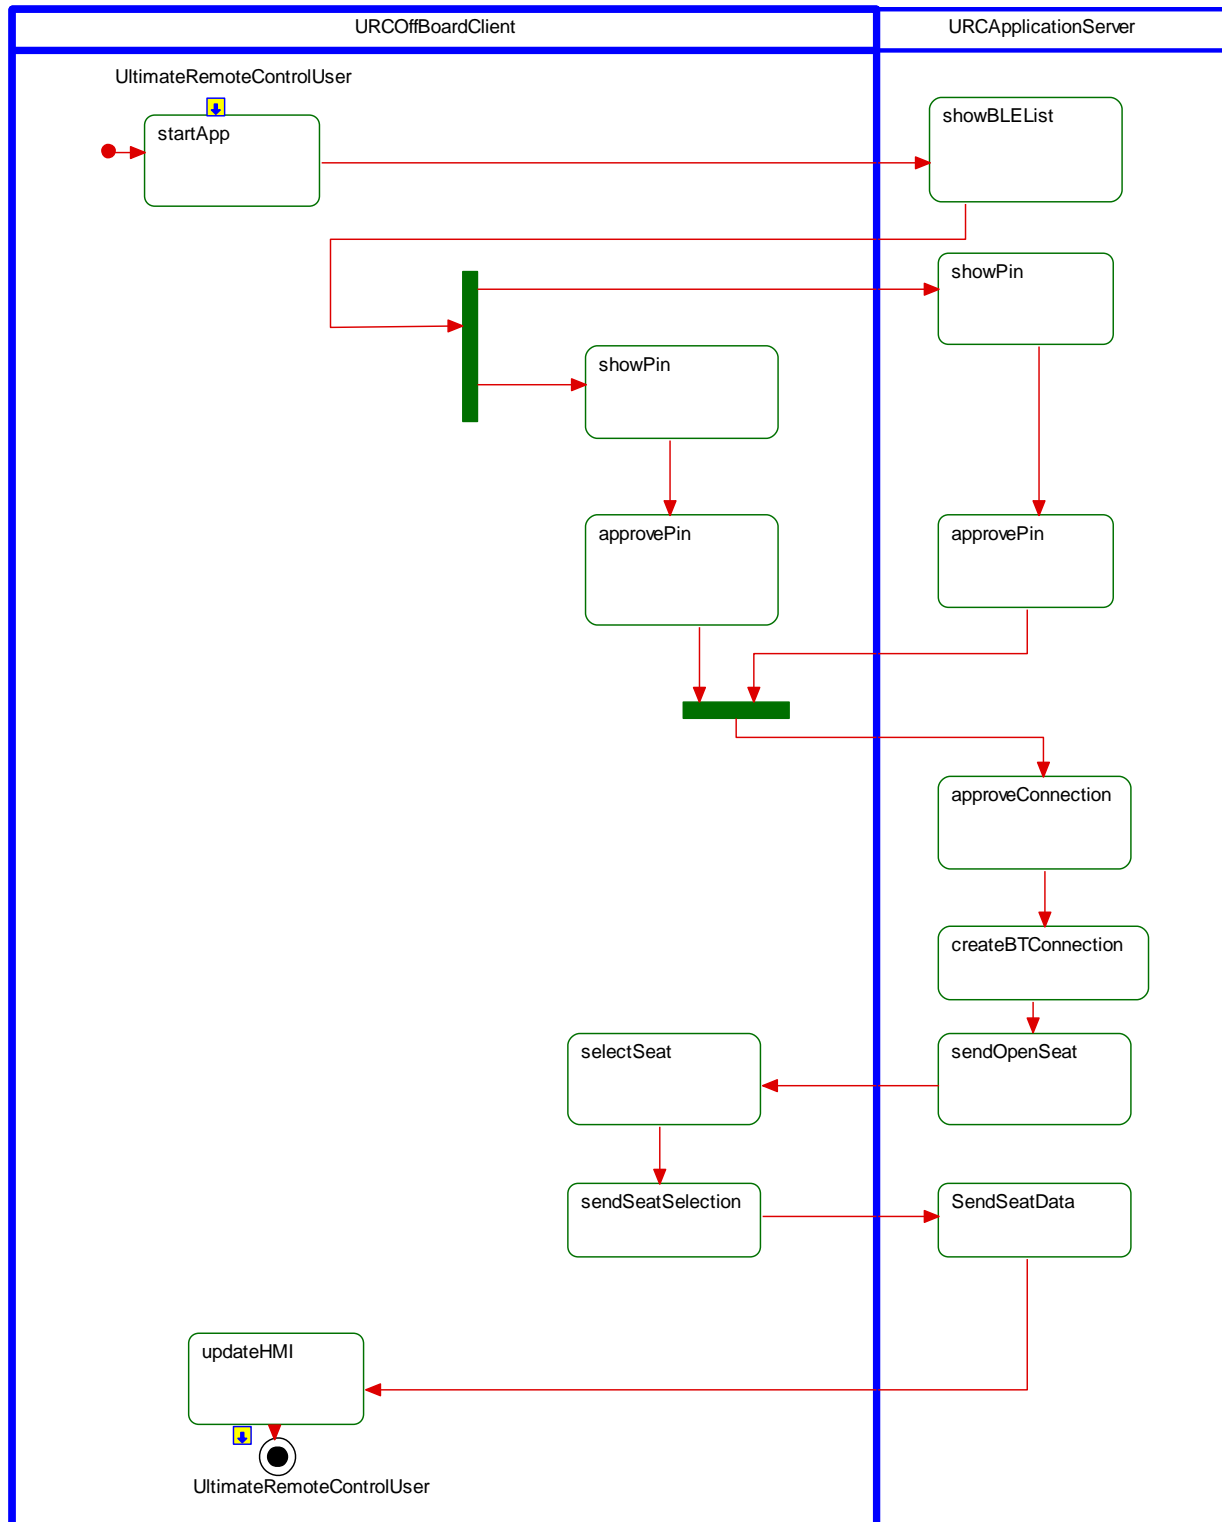 URCOffBoardClient
URCApplicationServer
UltimateRemoteControlUser
startApp
showBLEList
showPin
showPin
approvePin
approvePin
approveConnection
createBTConnection
selectSeat
sendOpenSeat
sendSeatSelection
SendSeatData
updateHMI
UltimateRemoteControlUser